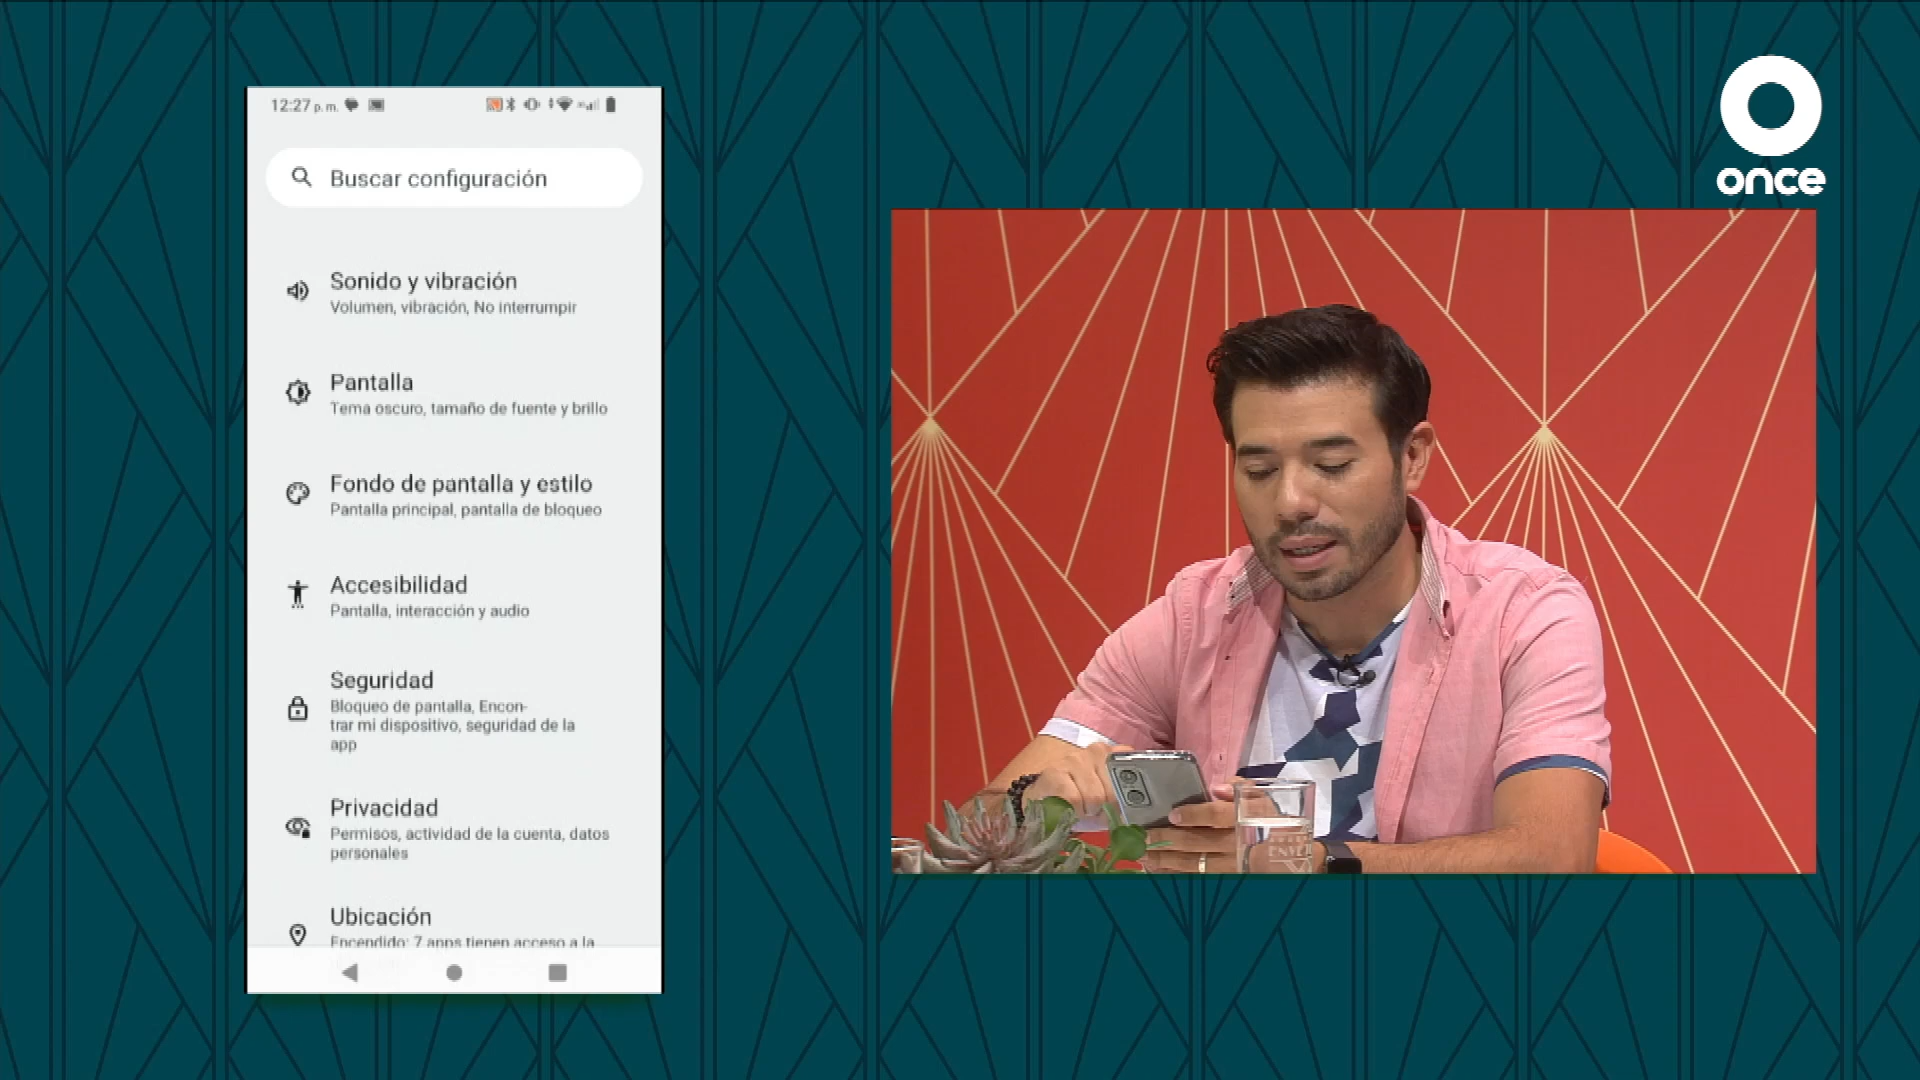 12:27 p. m.
Buscar configuración
Sonido y vibración
Volumen, vibración, No interrumpir
Pantalla
Tema oscuro, tamaño de fuente y brillo
Fondo de pantalla y estilo
Pantalla principal, pantalla de bloqueo
Accesibilidad
Pantalla, interacción y audio
Seguridad
Bloqueo de pantalla, Encon-
trar mi dispositivo, seguridad de la
app
Privacidad
Permisos, actividad de la cuenta, datos
personales
Ubicación
Encendido: 7 apps tienen acceso a la
once